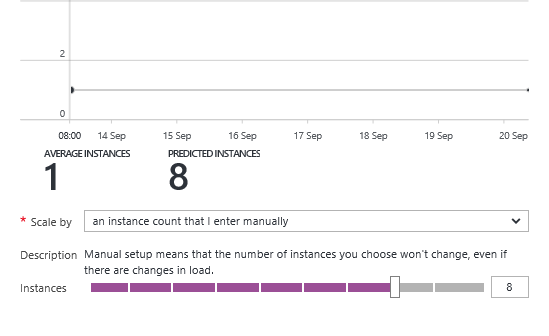 2
0
08:00 14 Sep 15 Sep 16 Sep 17 Sep 18 Sep 19 Sep 20 Sep
AVERAGE INSTANCES PREDICTED INSTANCES
1 8
* Scale by an instance count that I enter manually
Description Manual setup means that the number of instances you choose won't change, even if
there are changes in load.
Instances 8